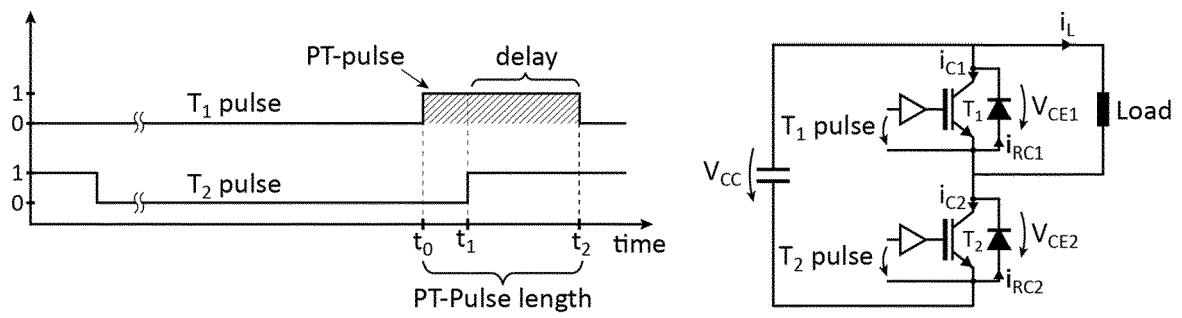 PT-pulse
delay
1
0
T1 pulse
1
0
T2 pulse
t0
t1
t2
time
PT-Pulse length
iL
iC1
T1
VCE1
Load
T1 pulse
iRC1
VCC
iC2
T2
VCE2
T2 pulse
iRC2